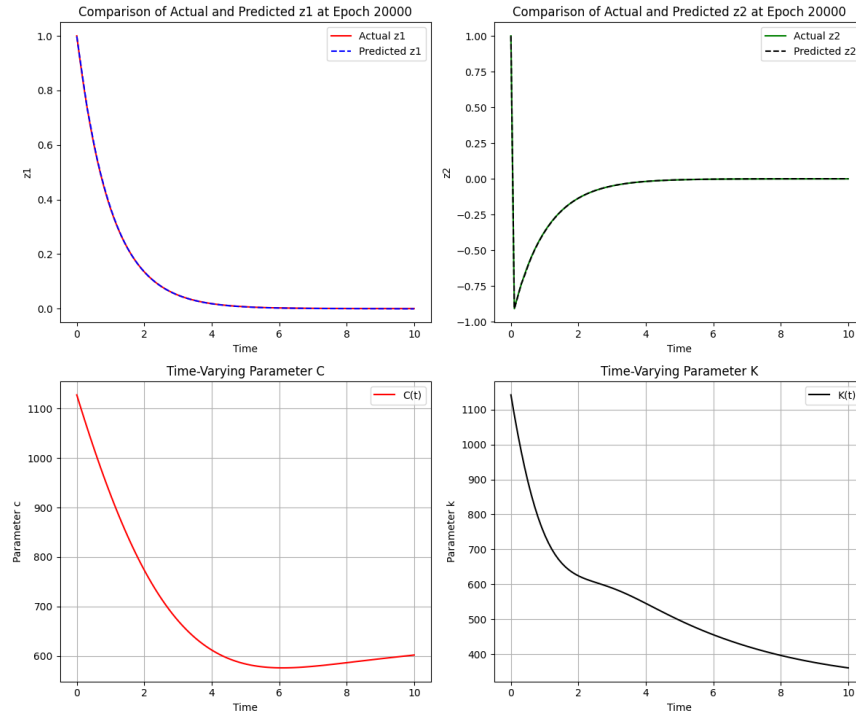 Comparison of Actual and Predicted z1 at Epoch 20000
1.0
0.8
0.6
0.4
0.2
0.0
z1
0 2 4 6 8 10
Time
Actual z1
Predicted z1
Comparison of Actual and Predicted z2 at Epoch 20000
1.00
0.75
0.50
0.25
0.00
−0.25
−0.50
−0.75
−1.00
z2
0 2 4 6 8 10
Time
Actual z2
Predicted z2
Time-Varying Parameter C
1100
1000
900
800
700
600
Parameter c
0 2 4 6 8 10
Time
C(t)
Time-Varying Parameter K
1100
1000
900
800
700
600
500
400
Parameter k
0 2 4 6 8 10
Time
K(t)